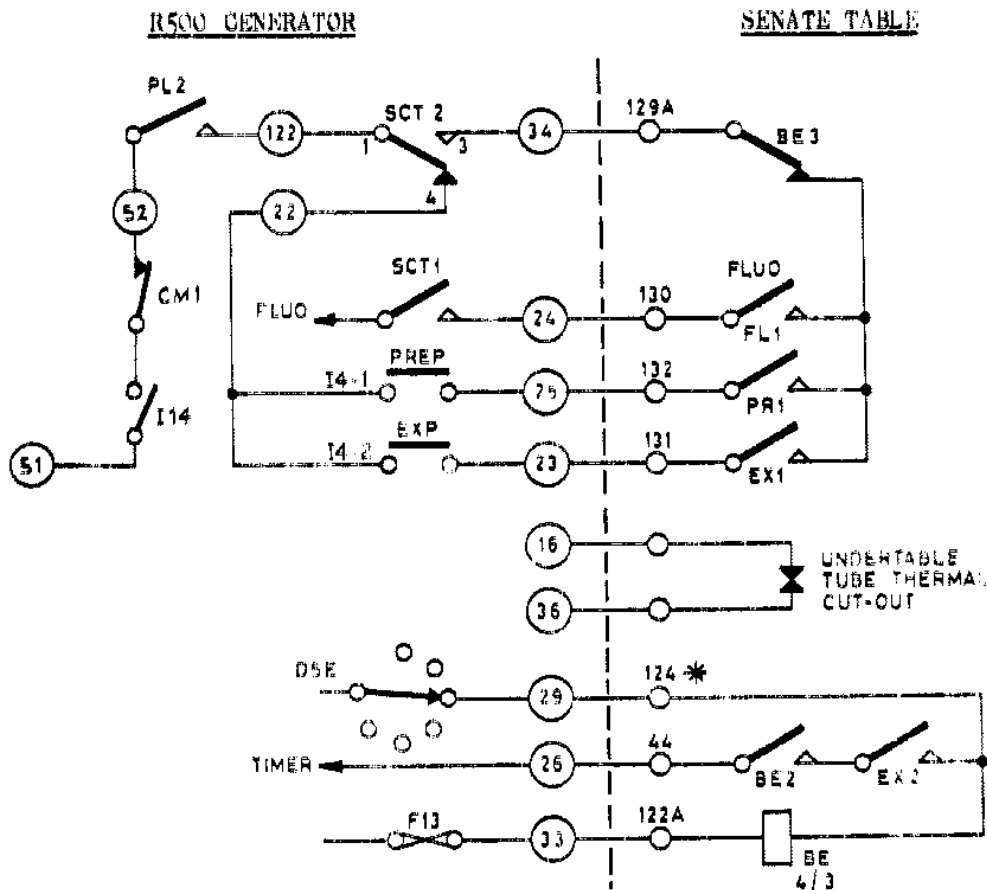 R500 GENERATOR
SENATE TABLE
PL2
122
SCT 2
1
3
4
34
129A
BE3
52
22
CM1
SCT1
FLUO
24
130
FLUO
FL1
I14
I4-1
PREP
25
132
PR1
51
I4-2
EXP
23
131
EX1
16
36
UNDERTABLE
TUBE THERMAL
CUT-OUT
DSE
29
124 *
TIMER
26
44
BE2
EX2
F13
33
122A
BE
4/3